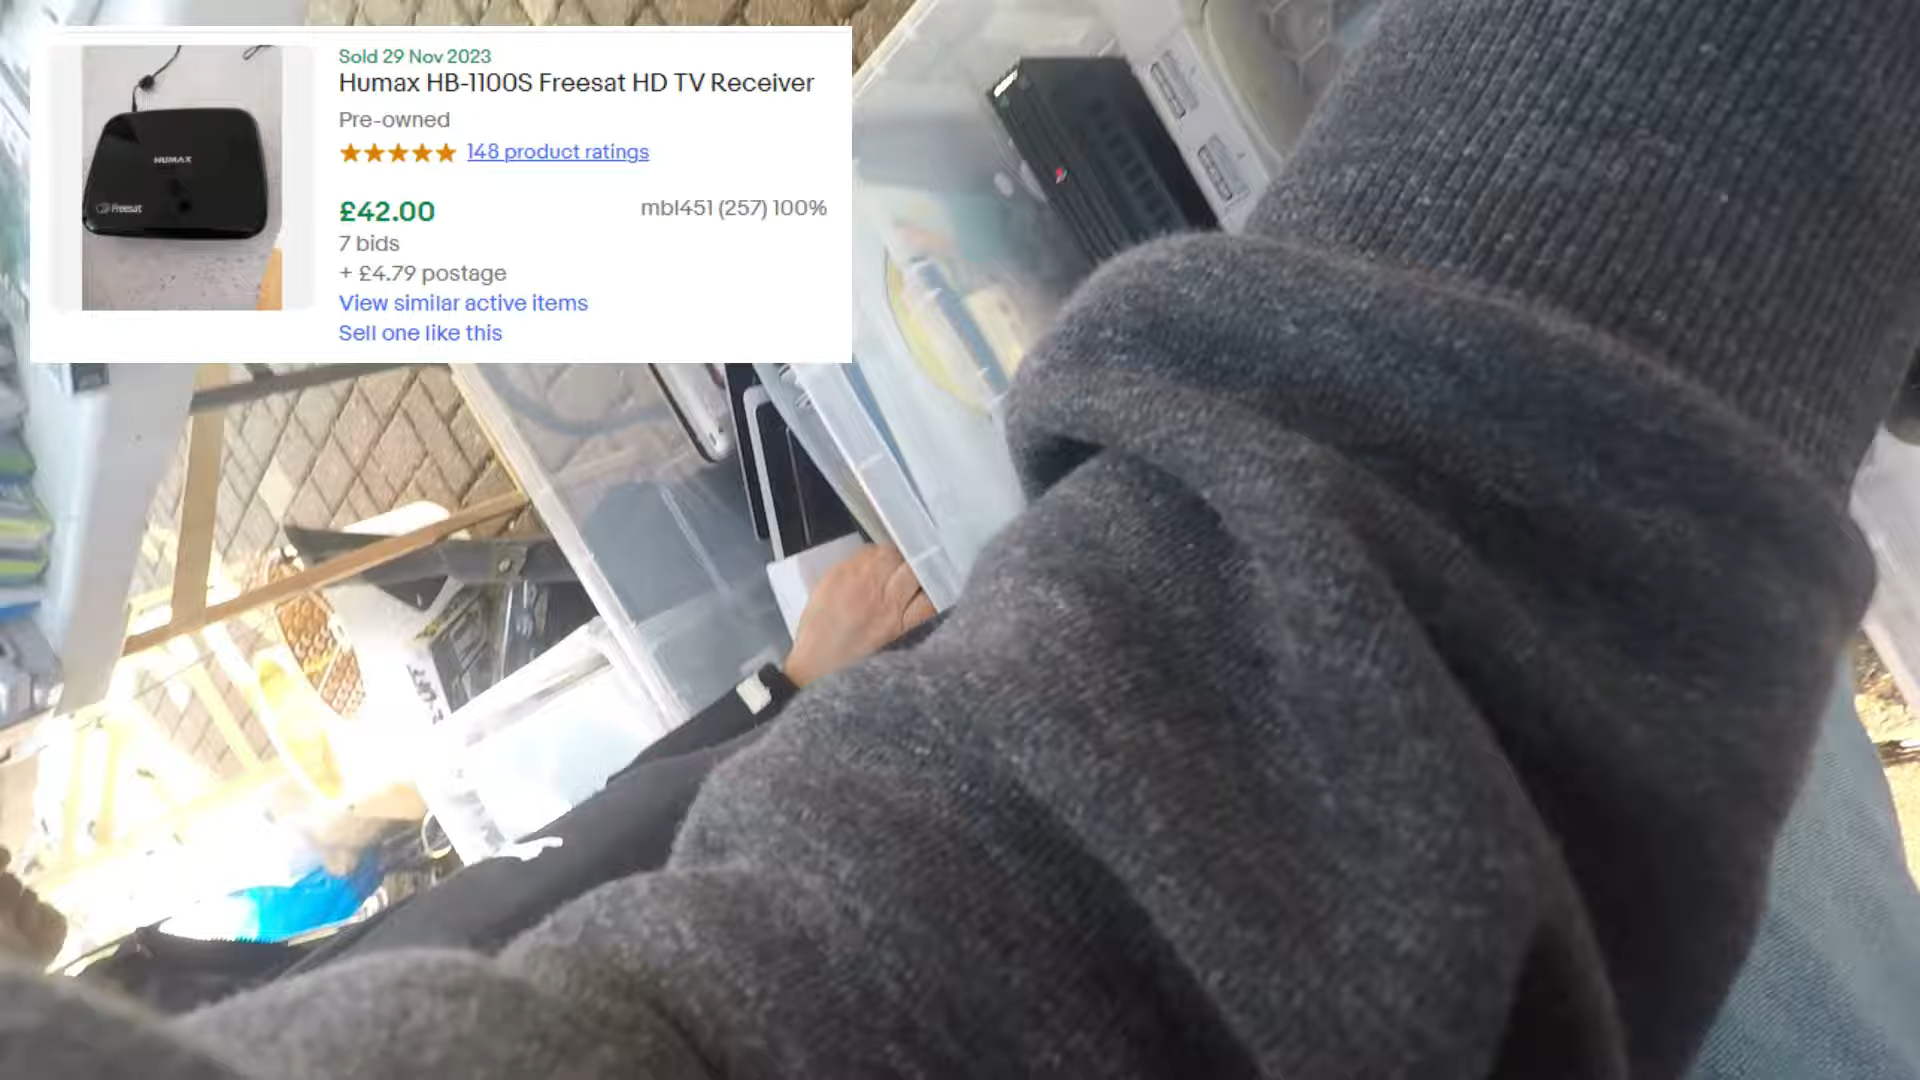 Sold 29 Nov 2023
Humax HB-1100S Freesat HD TV Receiver
Pre-owned
148 product ratings
£42.00
mbl451 (257) 100%
7 bids
+ £4.79 postage
View similar active items
Sell one like this
HUMAX
Freesat